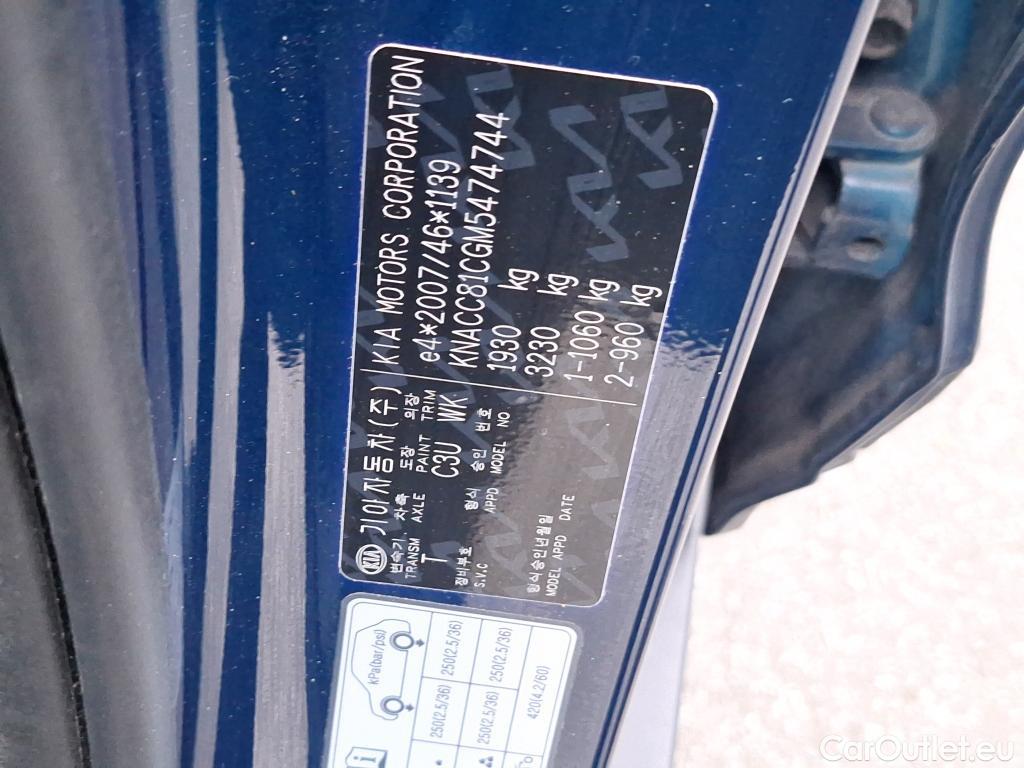 KIA 기아자동차(주) KIA MOTORS CORPORATION
변속기 차축 도장 의장
TRANSM AXLE PAINT TRIM
T C3U WK
e4*2007/46*1139
KNACC81CGM5474744
정비부호 형식 승인 번호
S.V.C APPD MODEL NO
1930 kg
3230 kg
1-1060 kg
2-960 kg
형식승인년월일
MODEL APPD DATE
kPa(bar/psi)
250(2.5/36) 250(2.5/36)
250(2.5/36) 250(2.5/36)
420(4.2/60)
i
CarOutlet.eu